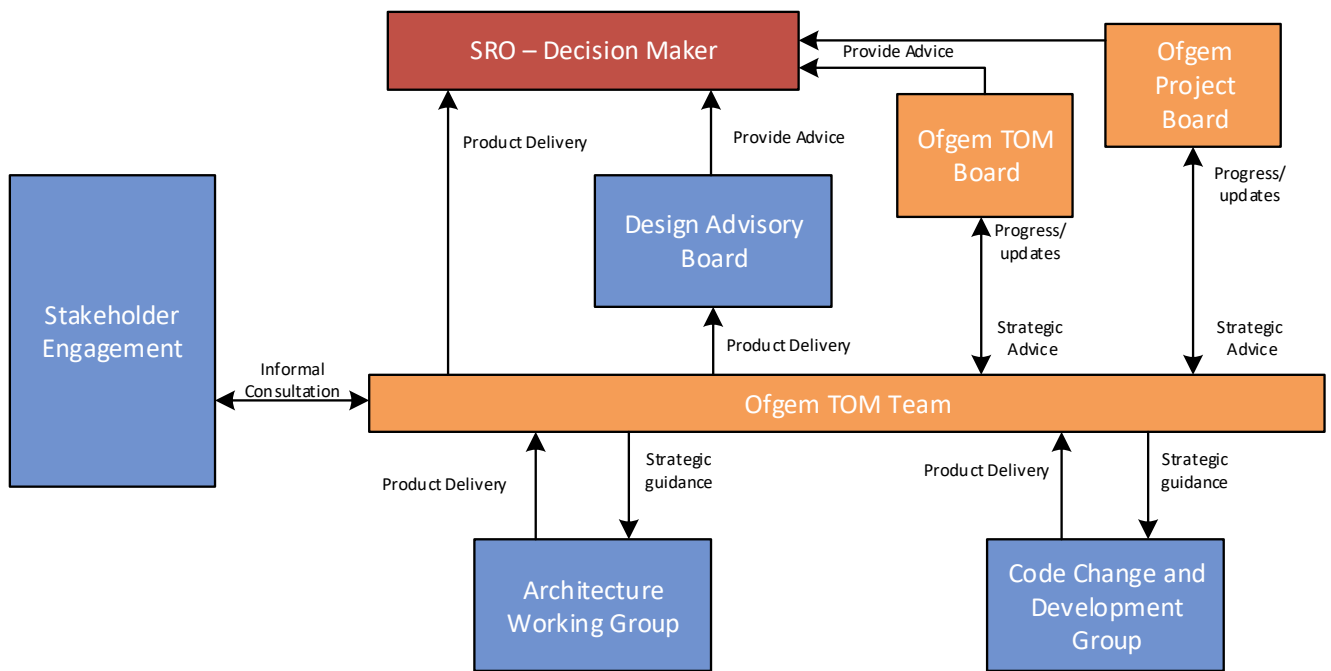 SRO – Decision Maker
Provide Advice
Ofgem
Project
Board
Ofgem TOM
Board
Product Delivery
Provide Advice
Progress/
updates
Design Advisory
Board
Progress/
updates
Stakeholder
Engagement
Product Delivery
Strategic
Advice
Strategic
Advice
Informal
Consultation
Ofgem TOM Team
Product Delivery
Strategic
guidance
Product Delivery
Strategic
guidance
Architecture
Working Group
Code Change and
Development
Group